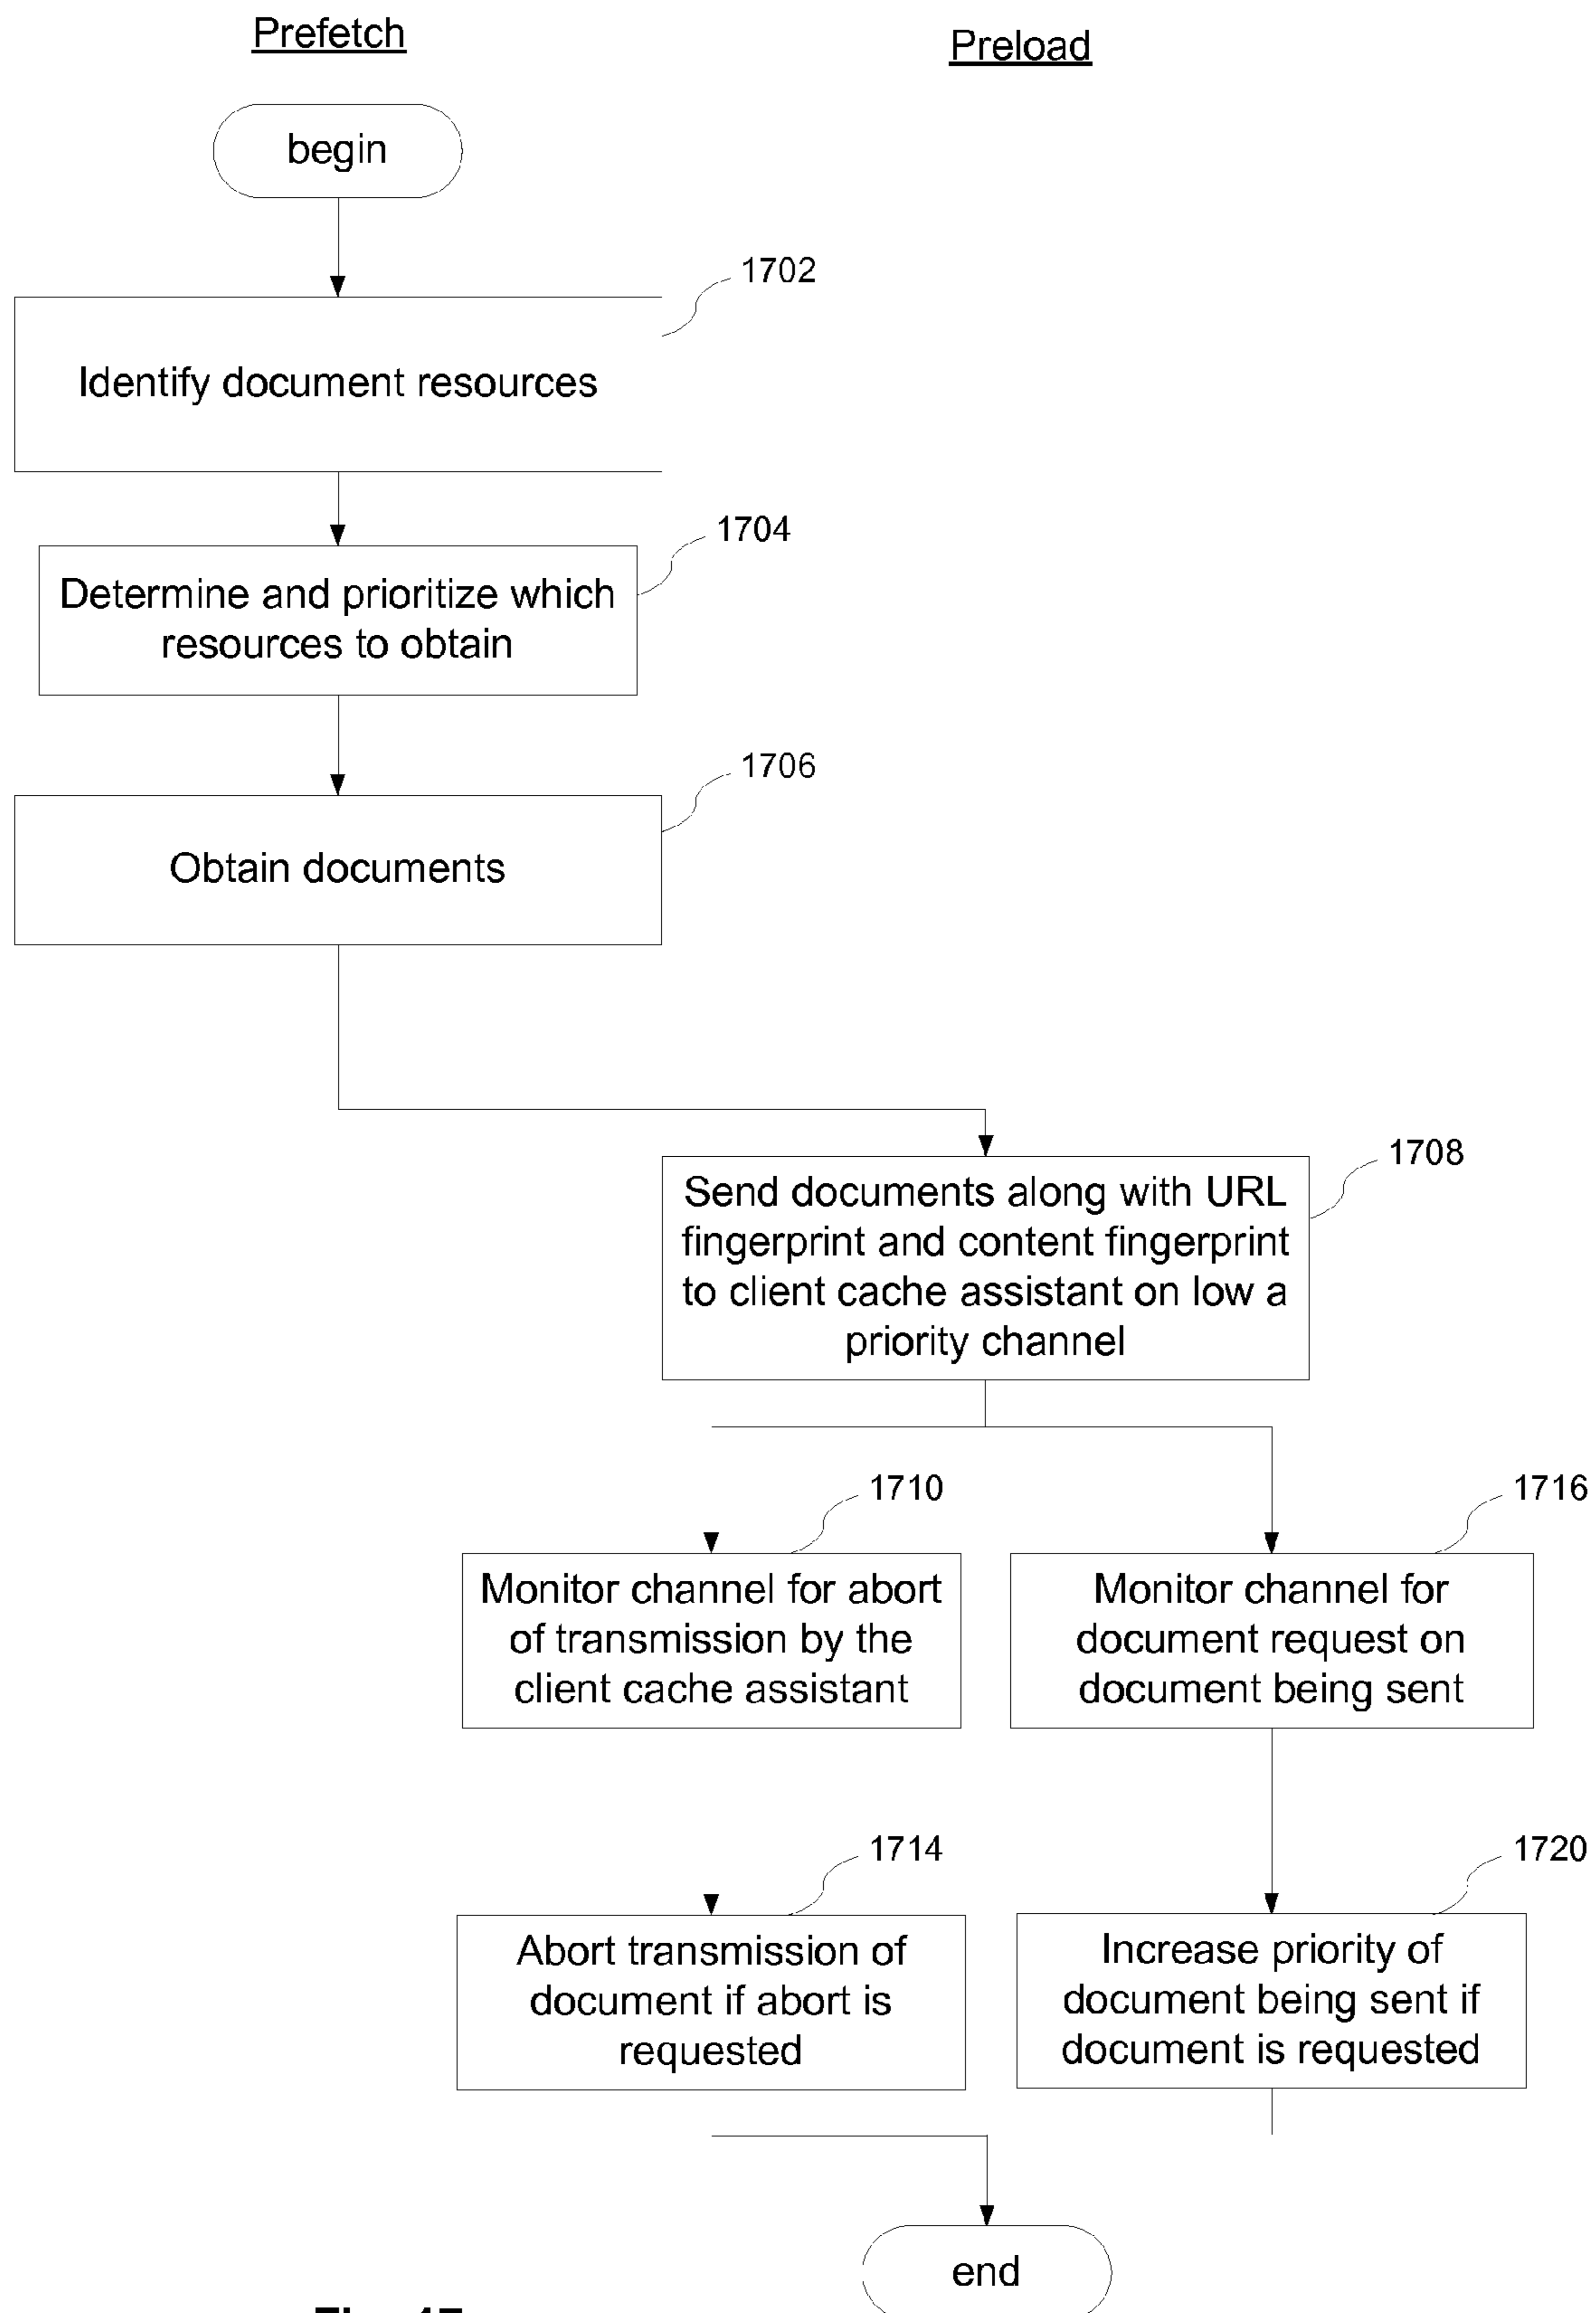 Prefetch
Preload
begin
1702
Identify document resources
1704
Determine and prioritize which
resources to obtain
1706
Obtain documents
1708
Send documents along with URL
fingerprint and content fingerprint
to client cache assistant on low a
priority channel
1710
Monitor channel for abort
of transmission by the
client cache assistant
1716
Monitor channel for
document request on
document being sent
1714
Abort transmission of
document if abort is
requested
1720
Increase priority of
document being sent if
document is requested
end